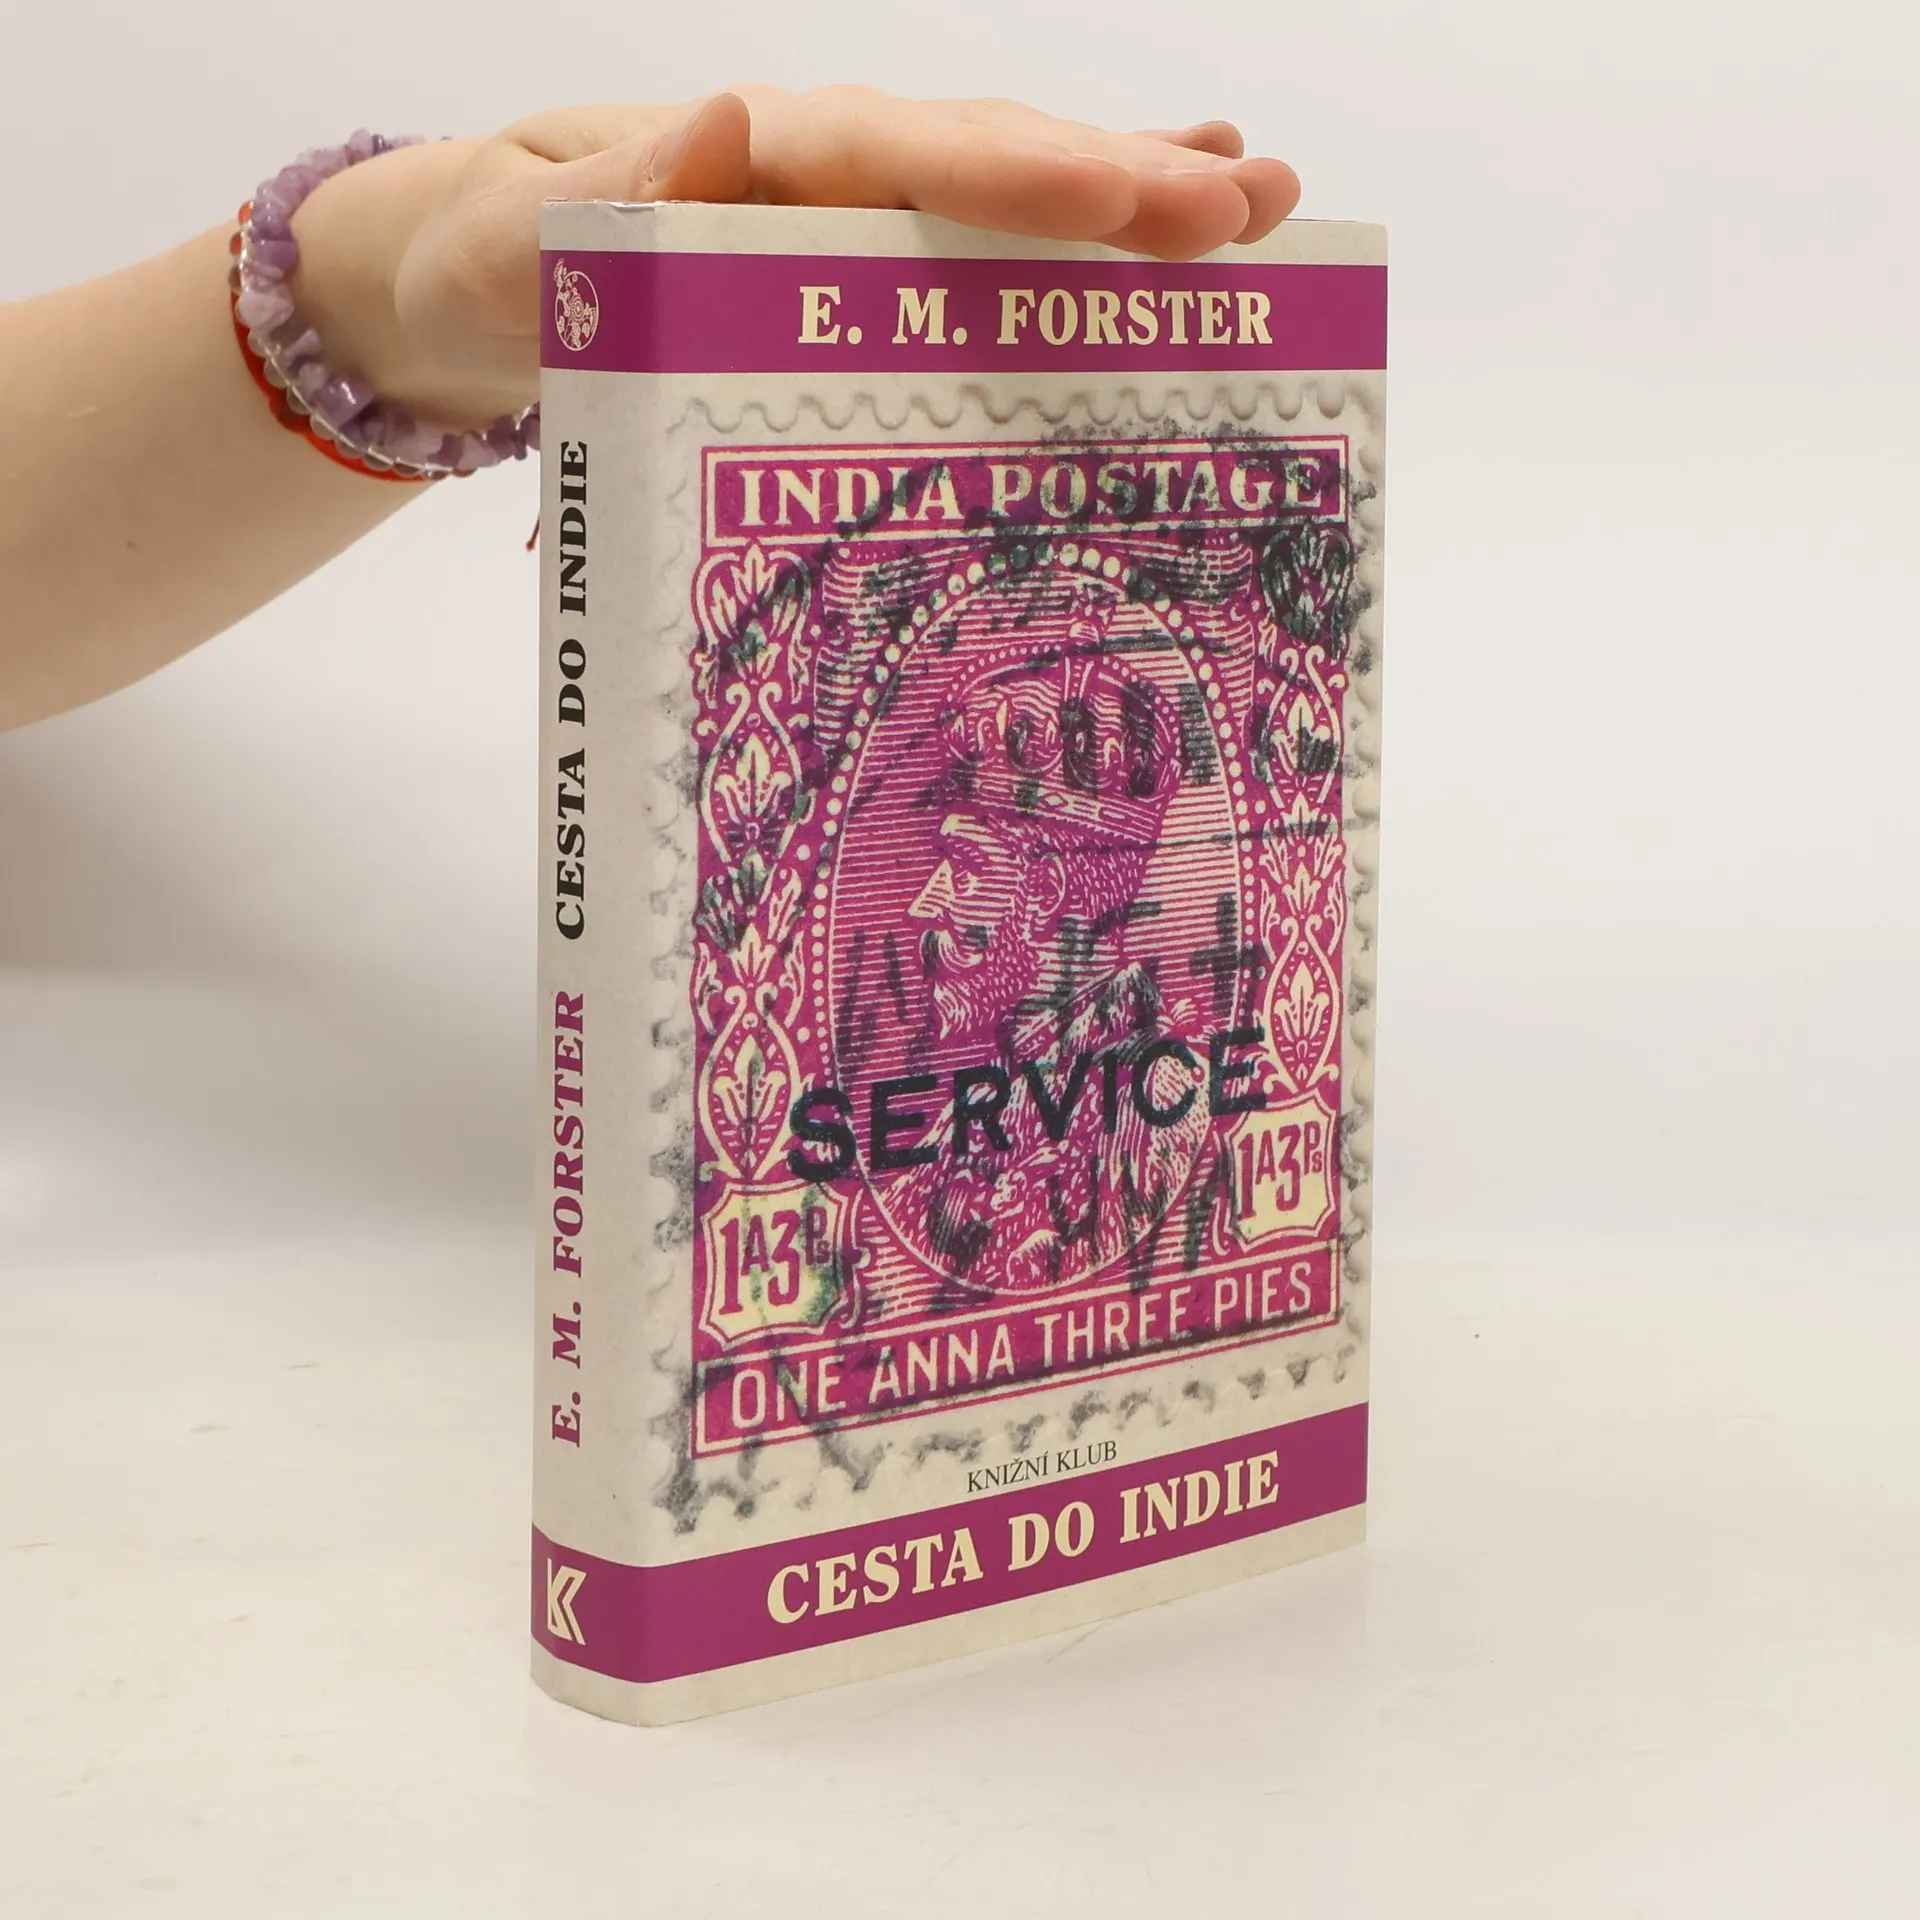 E. M. FORSTER CESTA DO INDIE
E. M. FORSTER
INDIA POSTAGE
SERVICE
1A3Ps
1A3Ps
ONE ANNA THREE PIES
KNIŽNÍ KLUB
CESTA DO INDIE